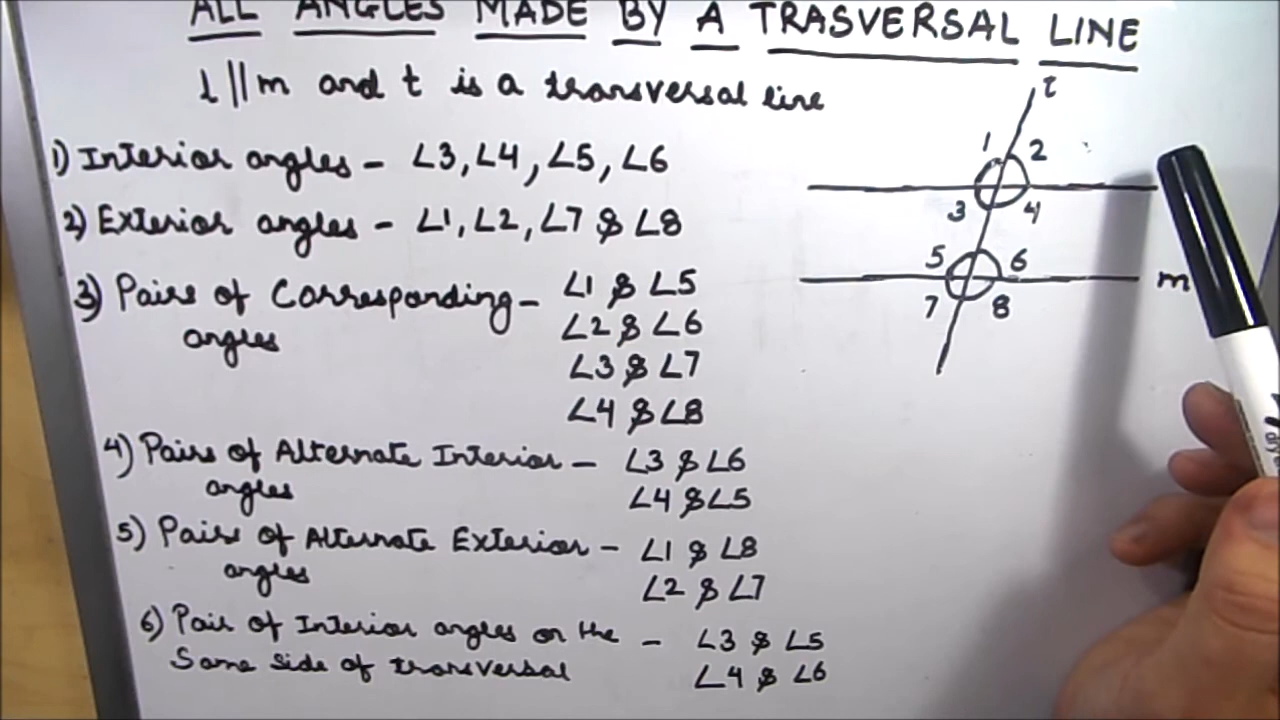 ALL ANGLES MADE BY A TRASVERSAL LINE
l || m and t is a transversal line
1) Interior angles - ∠3, ∠4, ∠5, ∠6
2) Exterior angles - ∠1, ∠2, ∠7 & ∠8
3) Pairs of Corresponding - ∠1 & ∠5
angles
∠2 & ∠6
∠3 & ∠7
∠4 & ∠8
4) Pairs of Alternate Interior - ∠3 & ∠6
angles
∠4 & ∠5
5) Pairs of Alternate Exterior - ∠1 & ∠8
angles
∠2 & ∠7
6) Pair of Interior angles on the - ∠3 & ∠5
Same side of transversal
∠4 & ∠6
t
1 2
3 4
5 6
m
7 8